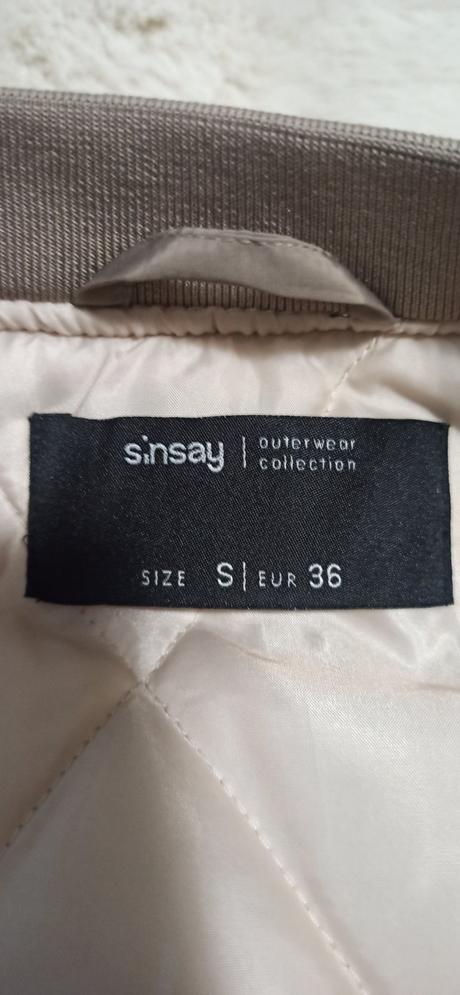 sinsay | outerwear
collection
SIZE S | EUR 36